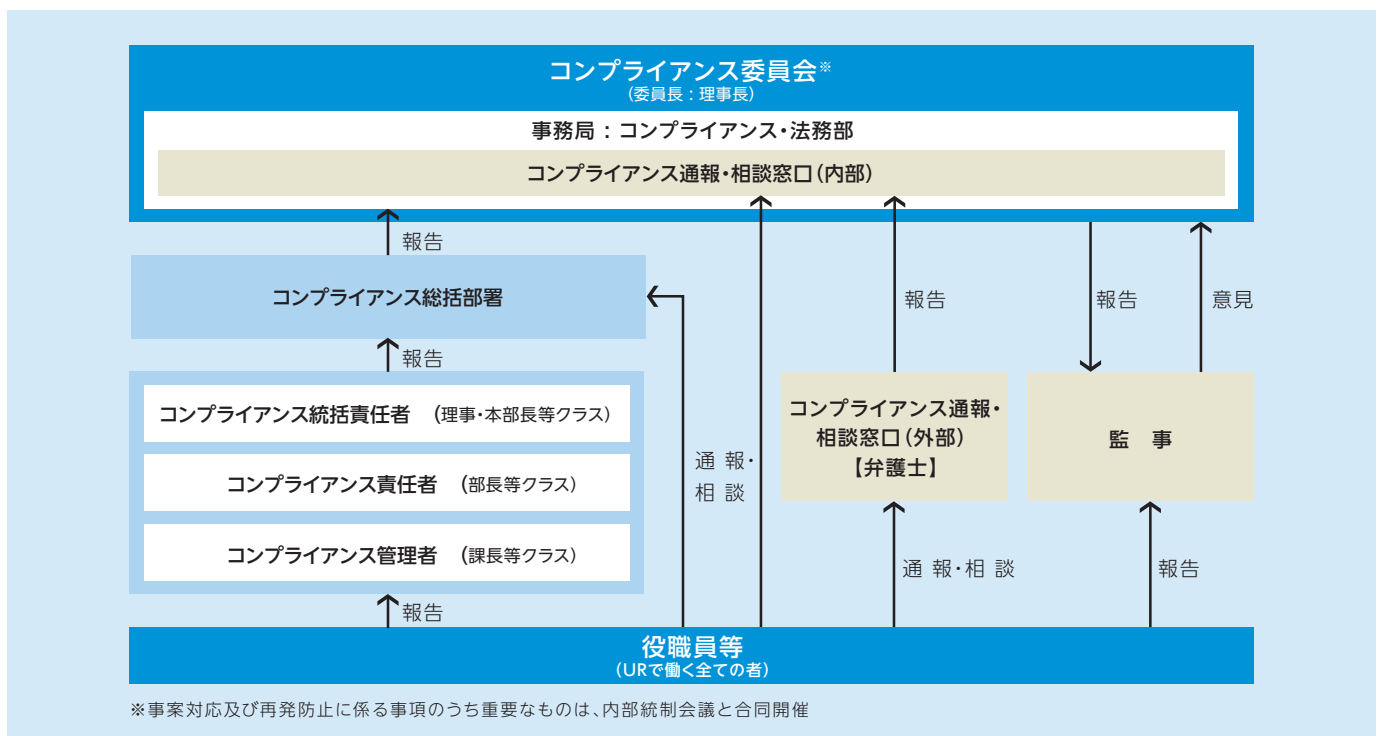 コンプライアンス委員会※
(委員長：理事長)
事務局：コンプライアンス・法務部
コンプライアンス通報・相談窓口(内部)
報告
コンプライアンス総括部署
報告
報告
意見
報告
コンプライアンス統括責任者 (理事・本部長等クラス)
コンプライアンス責任者 (部長等クラス)
コンプライアンス管理者 (課長等クラス)
通報・
相談
コンプライアンス通報・
相談窓口(外部)
【弁護士】
監 事
報告
通報・相談
報告
役職員等
(URで働く全ての者)
※事案対応及び再発防止に係る事項のうち重要なものは、内部統制会議と合同開催